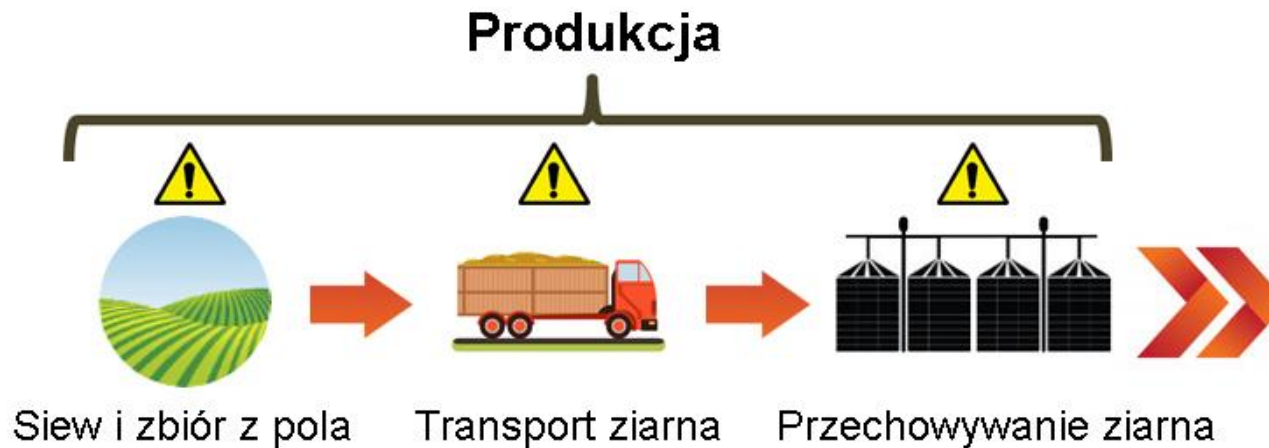 Produkcja
Siew i zbiór z pola
Transport ziarna
Przechowywanie ziarna